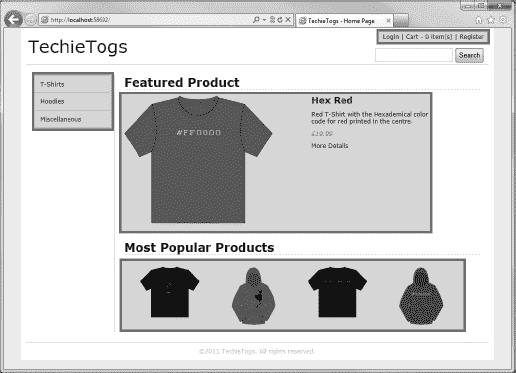 http://localhost:58692/
TechieTogs - Home Page
Login | Cart - 0 item(s) | Register
TechieTogs
Search
T-Shirts
Hoodies
Miscellaneous
Featured Product
#FF0000
Hex Red
Red T-Shirt with the Hexademical color
code for red printed in the centre.
£19.99
More Details
Most Popular Products
©2011 TechieTogs. All rights reserved.